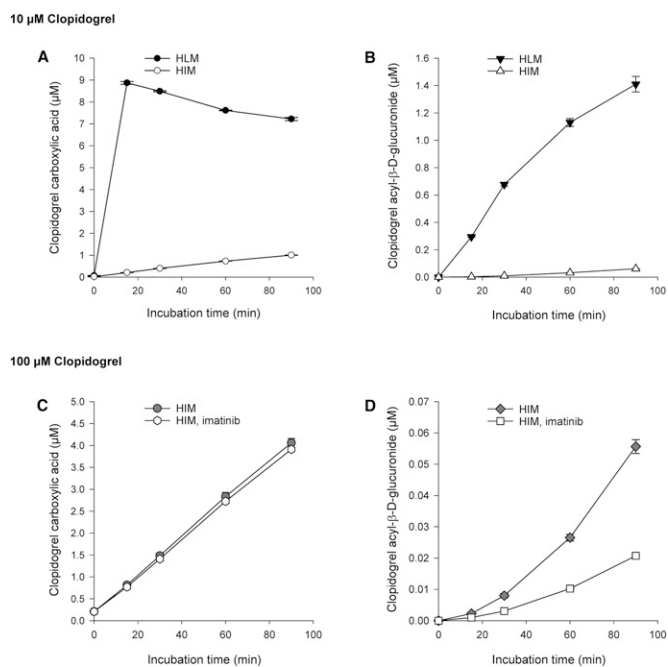 10 µM Clopidogrel
A
HLM
HIM
Clopidogrel carboxylic acid (µM)
10
9
8
7
6
5
4
3
2
1
0
0 20 40 60 80 100
Incubation time (min)
B
HLM
HIM
Clopidogrel acyl-β-D-glucuronide (µM)
1.6
1.4
1.2
1.0
0.8
0.6
0.4
0.2
0.0
0 20 40 60 80 100
Incubation time (min)
100 µM Clopidogrel
C
HIM
HIM, imatinib
Clopidogrel carboxylic acid (µM)
5.0
4.5
4.0
3.5
3.0
2.5
2.0
1.5
1.0
0.5
0.0
0 20 40 60 80 100
Incubation time (min)
D
HIM
HIM, imatinib
Clopidogrel acyl-β-D-glucuronide (µM)
0.07
0.06
0.05
0.04
0.03
0.02
0.01
0.00
0 20 40 60 80 100
Incubation time (min)